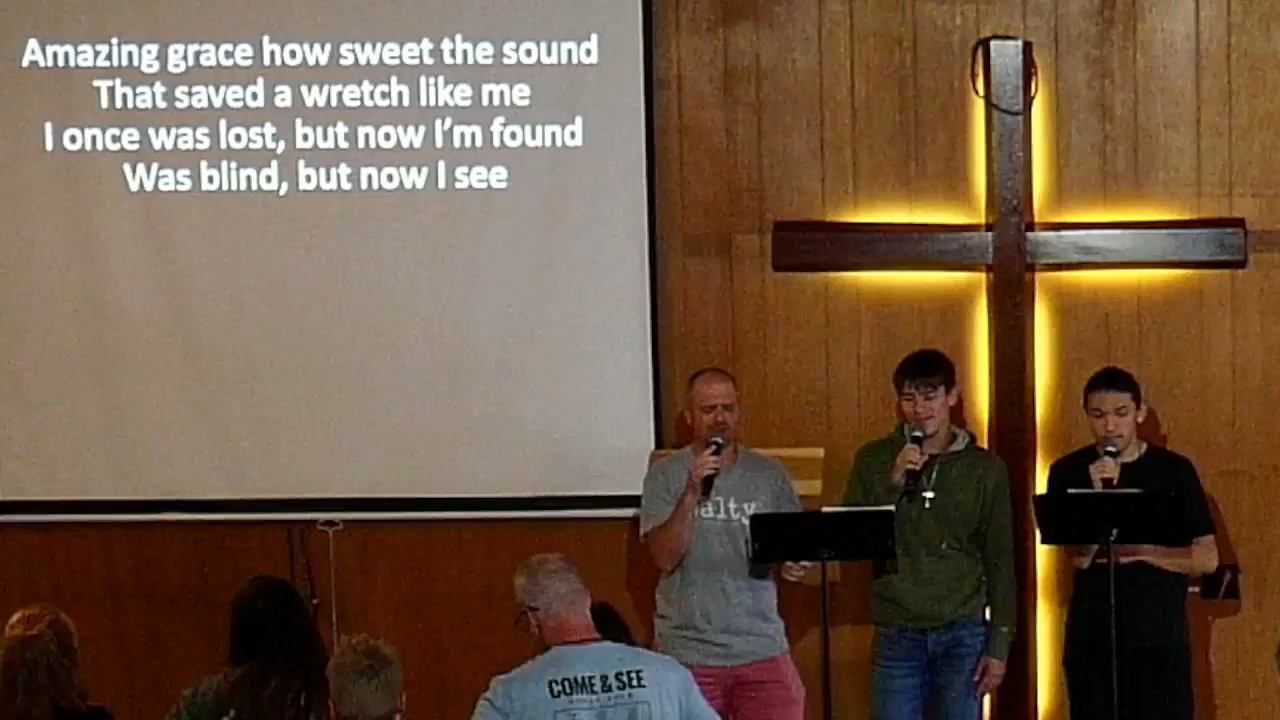 Amazing grace how sweet the sound
That saved a wretch like me
I once was lost, but now I'm found
Was blind, but now I see
alty
COME & SEE